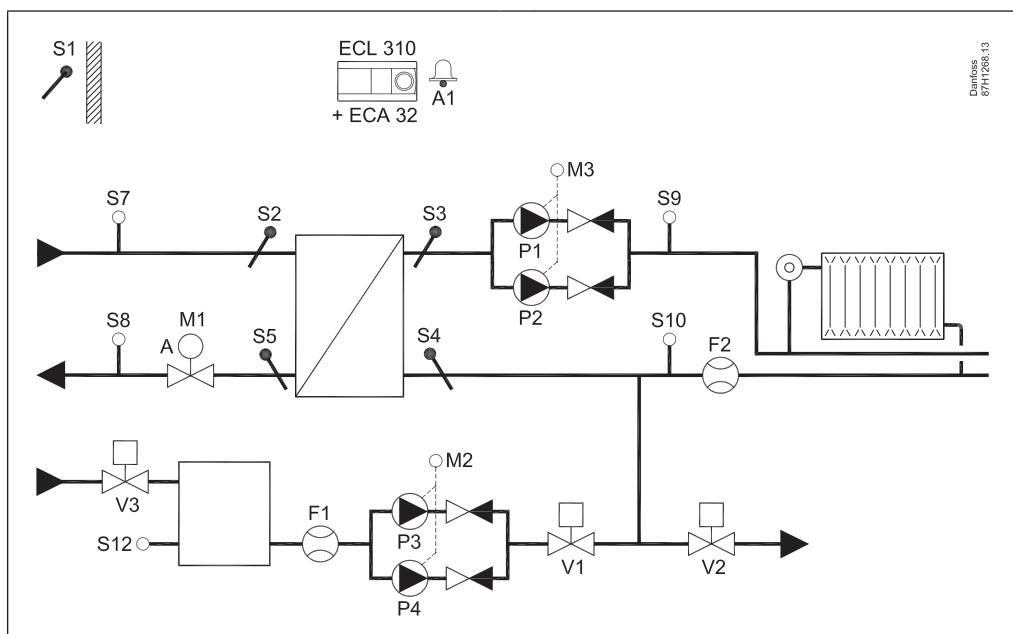 S1
ECL 310
A1
+ ECA 32
Danfoss
87H1268.13
M3
S7
S2
S3
P1
S9
P2
S8
M1
A
S5
S4
S10
F2
V3
S12
F1
M2
P3
P4
V1
V2